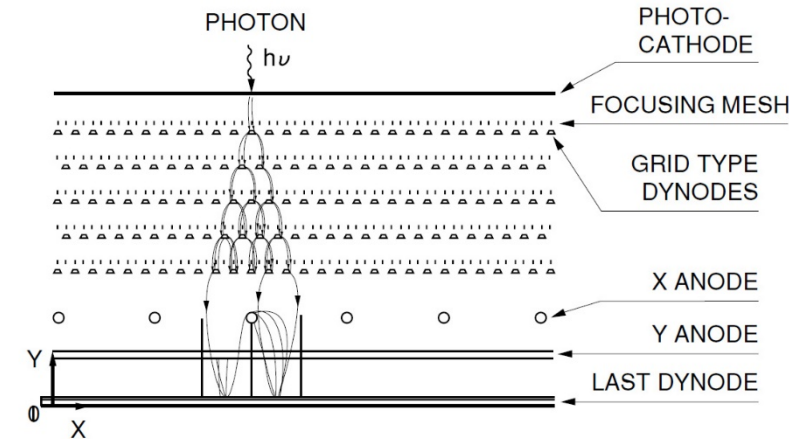 PHOTON
hν
PHOTO-
CATHODE
FOCUSING MESH
GRID TYPE
DYNODES
X ANODE
Y ANODE
LAST DYNODE
Y
0
X